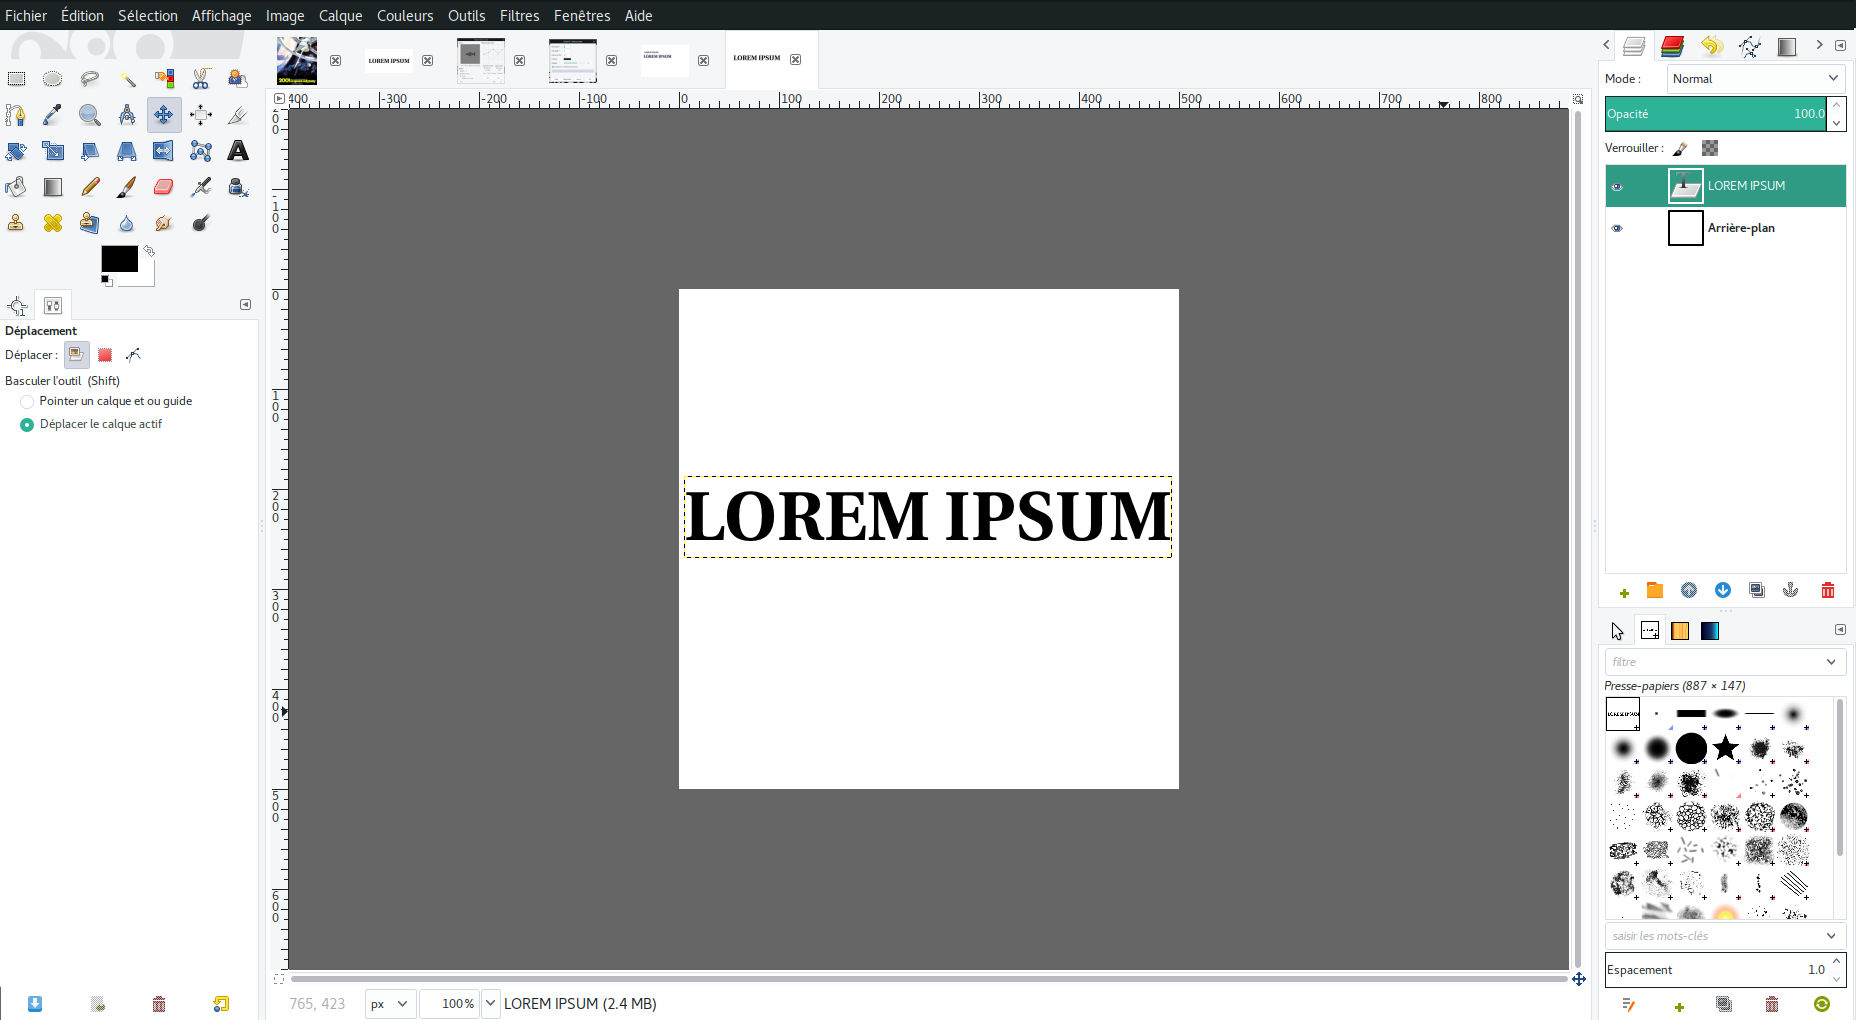 Fichier Édition Sélection Affichage Image Calque Couleurs Outils Filtres Fenêtres Aide
LOREM IPSUM
LOREM IPSUM
400 -300 -200 -100 0 100 200 300 400 500 600 700 800
0
0
100
0
100
200
300
400
500
600
Déplacement
Déplacer :
Basculer l'outil (Shift)
Pointer un calque et ou guide
Déplacer le calque actif
LOREM IPSUM
765, 423 px 100 % LOREM IPSUM (2.4 MB)
Mode : Normal
Opacité 100.0
Verrouiller :
LOREM IPSUM
Arrière-plan
filtre
Presse-papiers (887 × 147)
saisir les mots-clés
Espacement 1.0